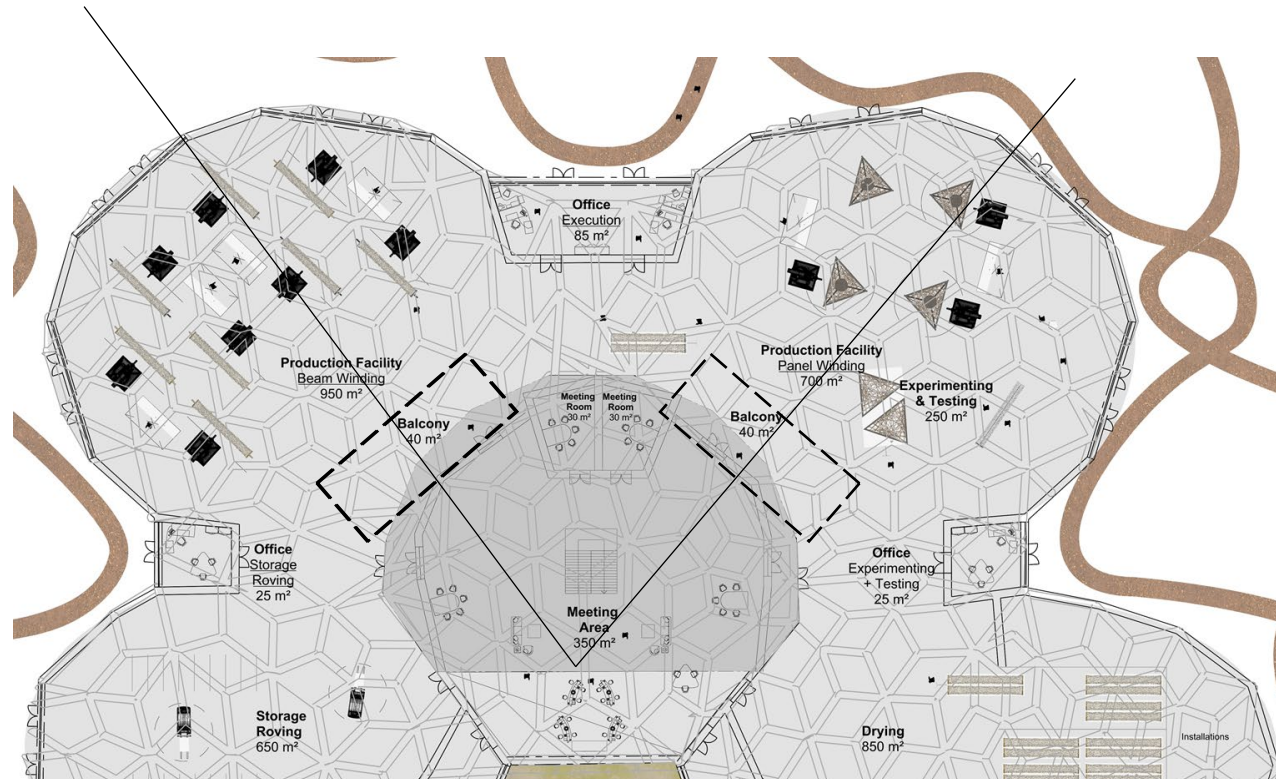 Office
Execution
85 m²
Production Facility
Beam Winding
950 m²
Production Facility
Panel Winding
700 m²
Experimenting
& Testing
250 m²
Meeting
Room
30 m²
Meeting
Room
30 m²
Balcony
40 m²
Balcony
40 m²
Office
Storage
Roving
25 m²
Office
Experimenting
+ Testing
25 m²
Meeting
Area
350 m²
Storage
Roving
650 m²
Drying
850 m²
Installations